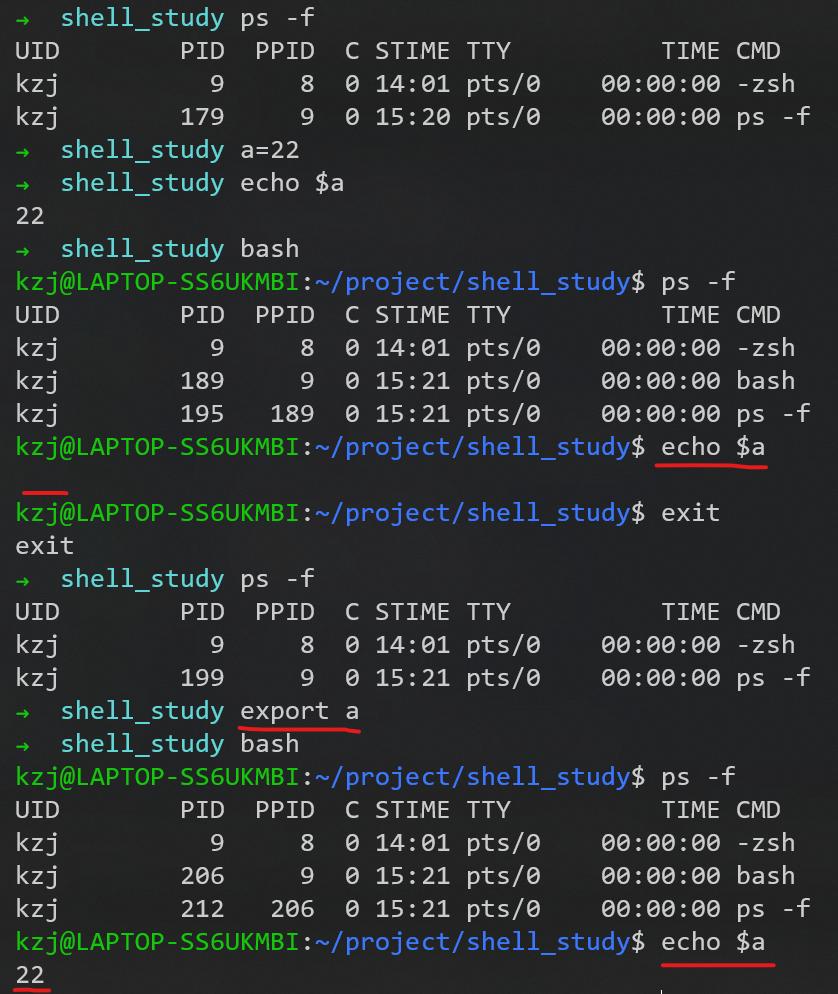 →  shell_study ps -f
UID        PID  PPID  C STIME TTY          TIME CMD
kzj          9     8  0 14:01 pts/0    00:00:00 -zsh
kzj        179     9  0 15:20 pts/0    00:00:00 ps -f
→  shell_study a=22
→  shell_study echo $a
22
→  shell_study bash
kzj@LAPTOP-SS6UKMBI:~/project/shell_study$ ps -f
UID        PID  PPID  C STIME TTY          TIME CMD
kzj          9     8  0 14:01 pts/0    00:00:00 -zsh
kzj        189     9  0 15:21 pts/0    00:00:00 bash
kzj        195   189  0 15:21 pts/0    00:00:00 ps -f
kzj@LAPTOP-SS6UKMBI:~/project/shell_study$ echo $a
kzj@LAPTOP-SS6UKMBI:~/project/shell_study$ exit
exit
→  shell_study ps -f
UID        PID  PPID  C STIME TTY          TIME CMD
kzj          9     8  0 14:01 pts/0    00:00:00 -zsh
kzj        199     9  0 15:21 pts/0    00:00:00 ps -f
→  shell_study export a
→  shell_study bash
kzj@LAPTOP-SS6UKMBI:~/project/shell_study$ ps -f
UID        PID  PPID  C STIME TTY          TIME CMD
kzj          9     8  0 14:01 pts/0    00:00:00 -zsh
kzj        206     9  0 15:21 pts/0    00:00:00 bash
kzj        212   206  0 15:21 pts/0    00:00:00 ps -f
kzj@LAPTOP-SS6UKMBI:~/project/shell_study$ echo $a
22